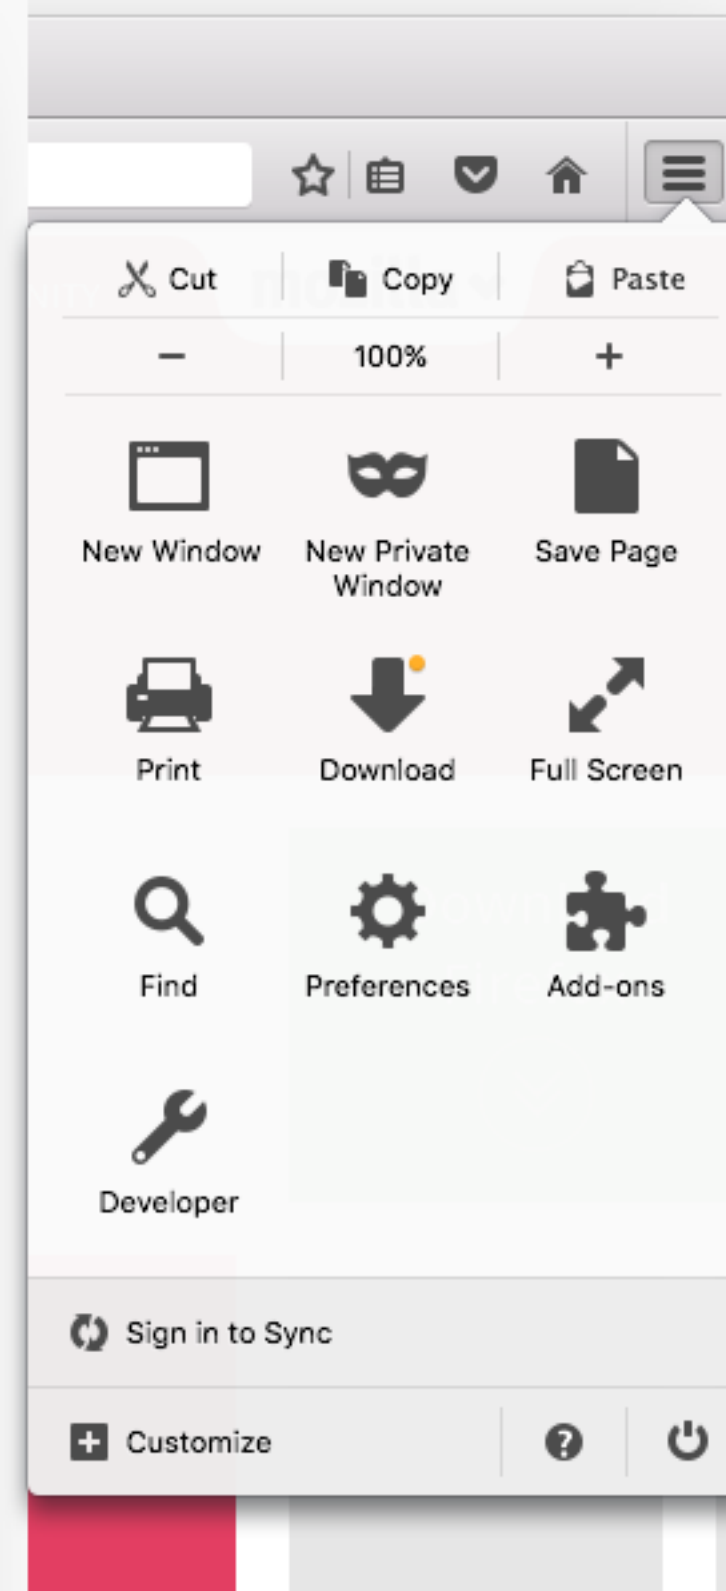 Cut Copy Paste
− 100% +
New Window New Private Save Page
Window
Print Download Full Screen
Find Preferences Add-ons
Developer
Sign in to Sync
Customize